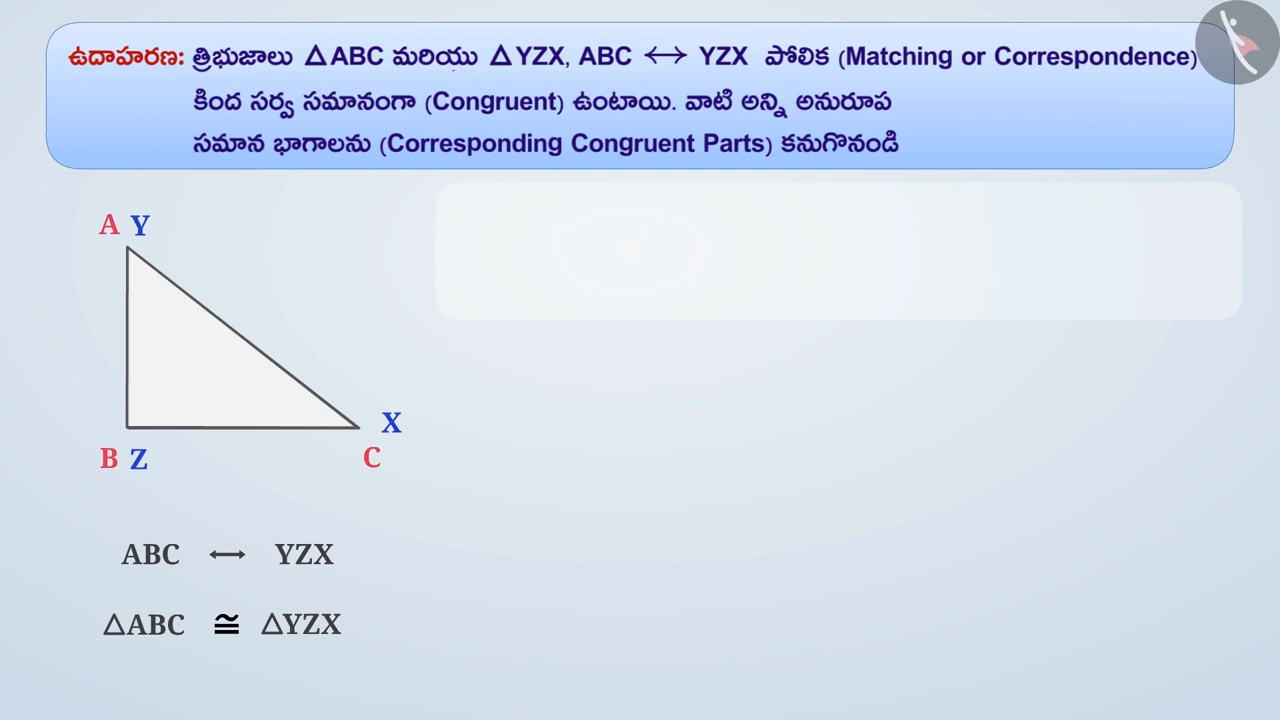 ఉదాహరణ: త్రిభుజాలు △ABC మరియు △YZX, ABC ↔ YZX పోలిక (Matching or Correspondence)
కింద సర్వ సమానంగా (Congruent) ఉంటాయి. వాటి అన్ని అనురూప
సమాన భాగాలను (Corresponding Congruent Parts) కనుగొనండి
A Y
X
B Z C
ABC ↔ YZX
△ABC ≅ △YZX